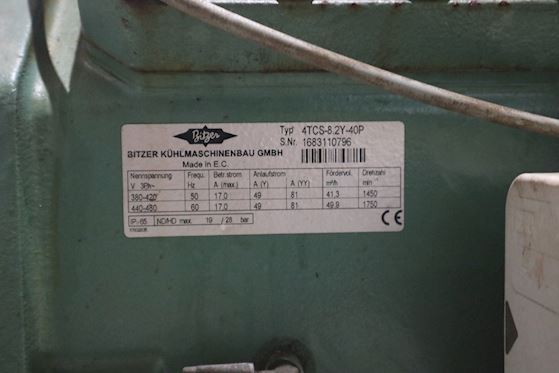 Bitzer
Typ 4TCS-8.2Y-40P
S.Nr. 1683110796
BITZER KÜHLMASCHINENBAU GMBH
Made in E.C.
Nennspannung Frequ. Betr.strom Anlaufstrom Fördervol. Drehzahl
V 3Ph~ Hz A (max.) A (Y) A (YY) m³/h min⁻¹
380-420 50 17.0 49 81 41,3 1450
440-480 60 17.0 49 81 49.9 1750
IP-65 ND/HD max. 19 / 28 bar CE